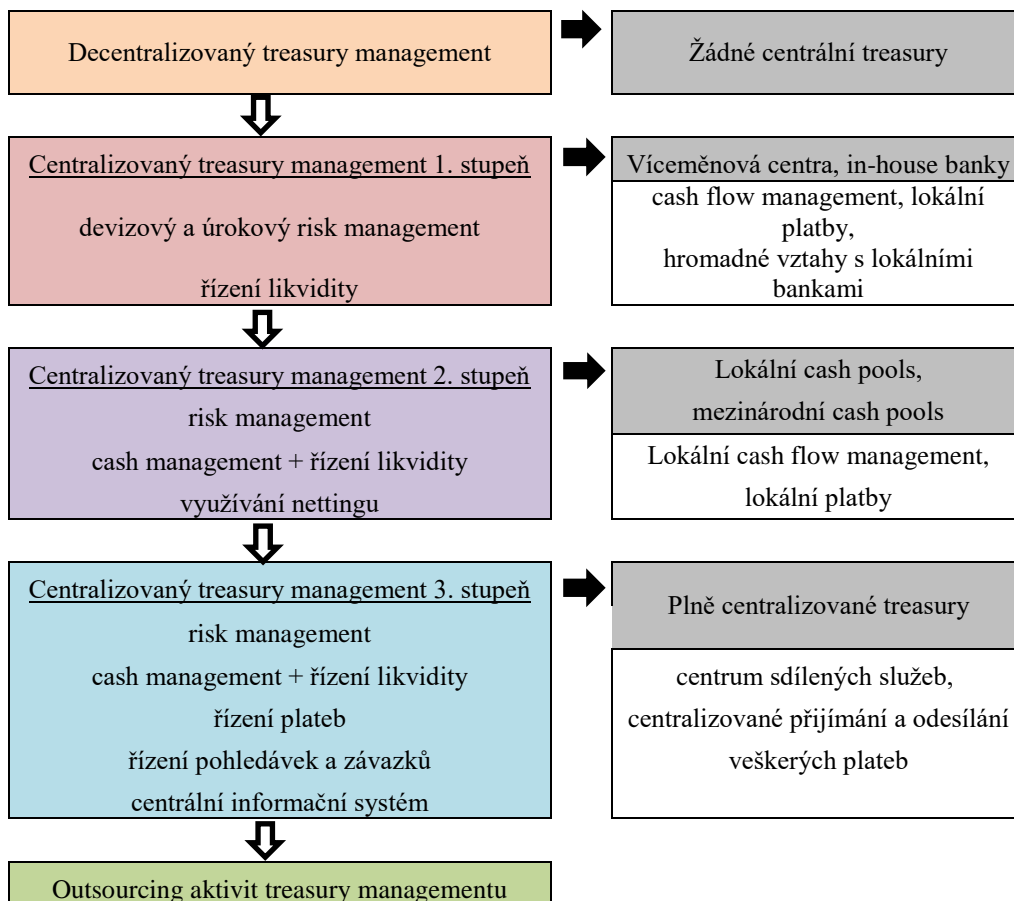 Decentralizovaný treasury management
Žádné centrální treasury
Centralizovaný treasury management 1. stupeň
devizový a úrokový risk management
řízení likvidity
Víceměnová centra, in-house banky
cash flow management, lokální
platby,
hromadné vztahy s lokálními
bankami
Centralizovaný treasury management 2. stupeň
risk management
cash management + řízení likvidity
využívání nettingu
Lokální cash pools,
mezinárodní cash pools
Lokální cash flow management,
lokální platby
Centralizovaný treasury management 3. stupeň
risk management
cash management + řízení likvidity
řízení plateb
řízení pohledávek a závazků
centrální informační systém
Plně centralizované treasury
centrum sdílených služeb,
centralizované přijímání a odesílání
veškerých plateb
Outsourcing aktivit treasury managementu